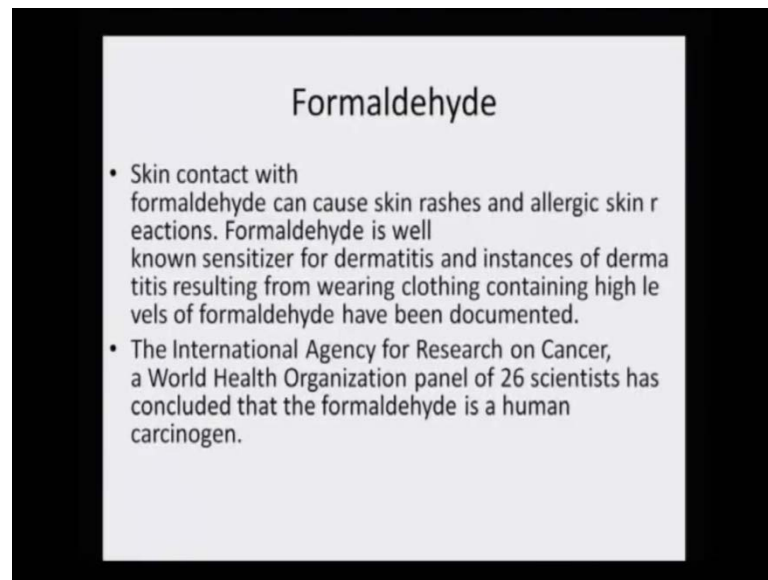 Formaldehyde
• Skin contact with
formaldehyde can cause skin rashes and allergic skin r
eactions. Formaldehyde is well
known sensitizer for dermatitis and instances of derma
titis resulting from wearing clothing containing high le
vels of formaldehyde have been documented.
• The International Agency for Research on Cancer,
a World Health Organization panel of 26 scientists has
concluded that the formaldehyde is a human
carcinogen.